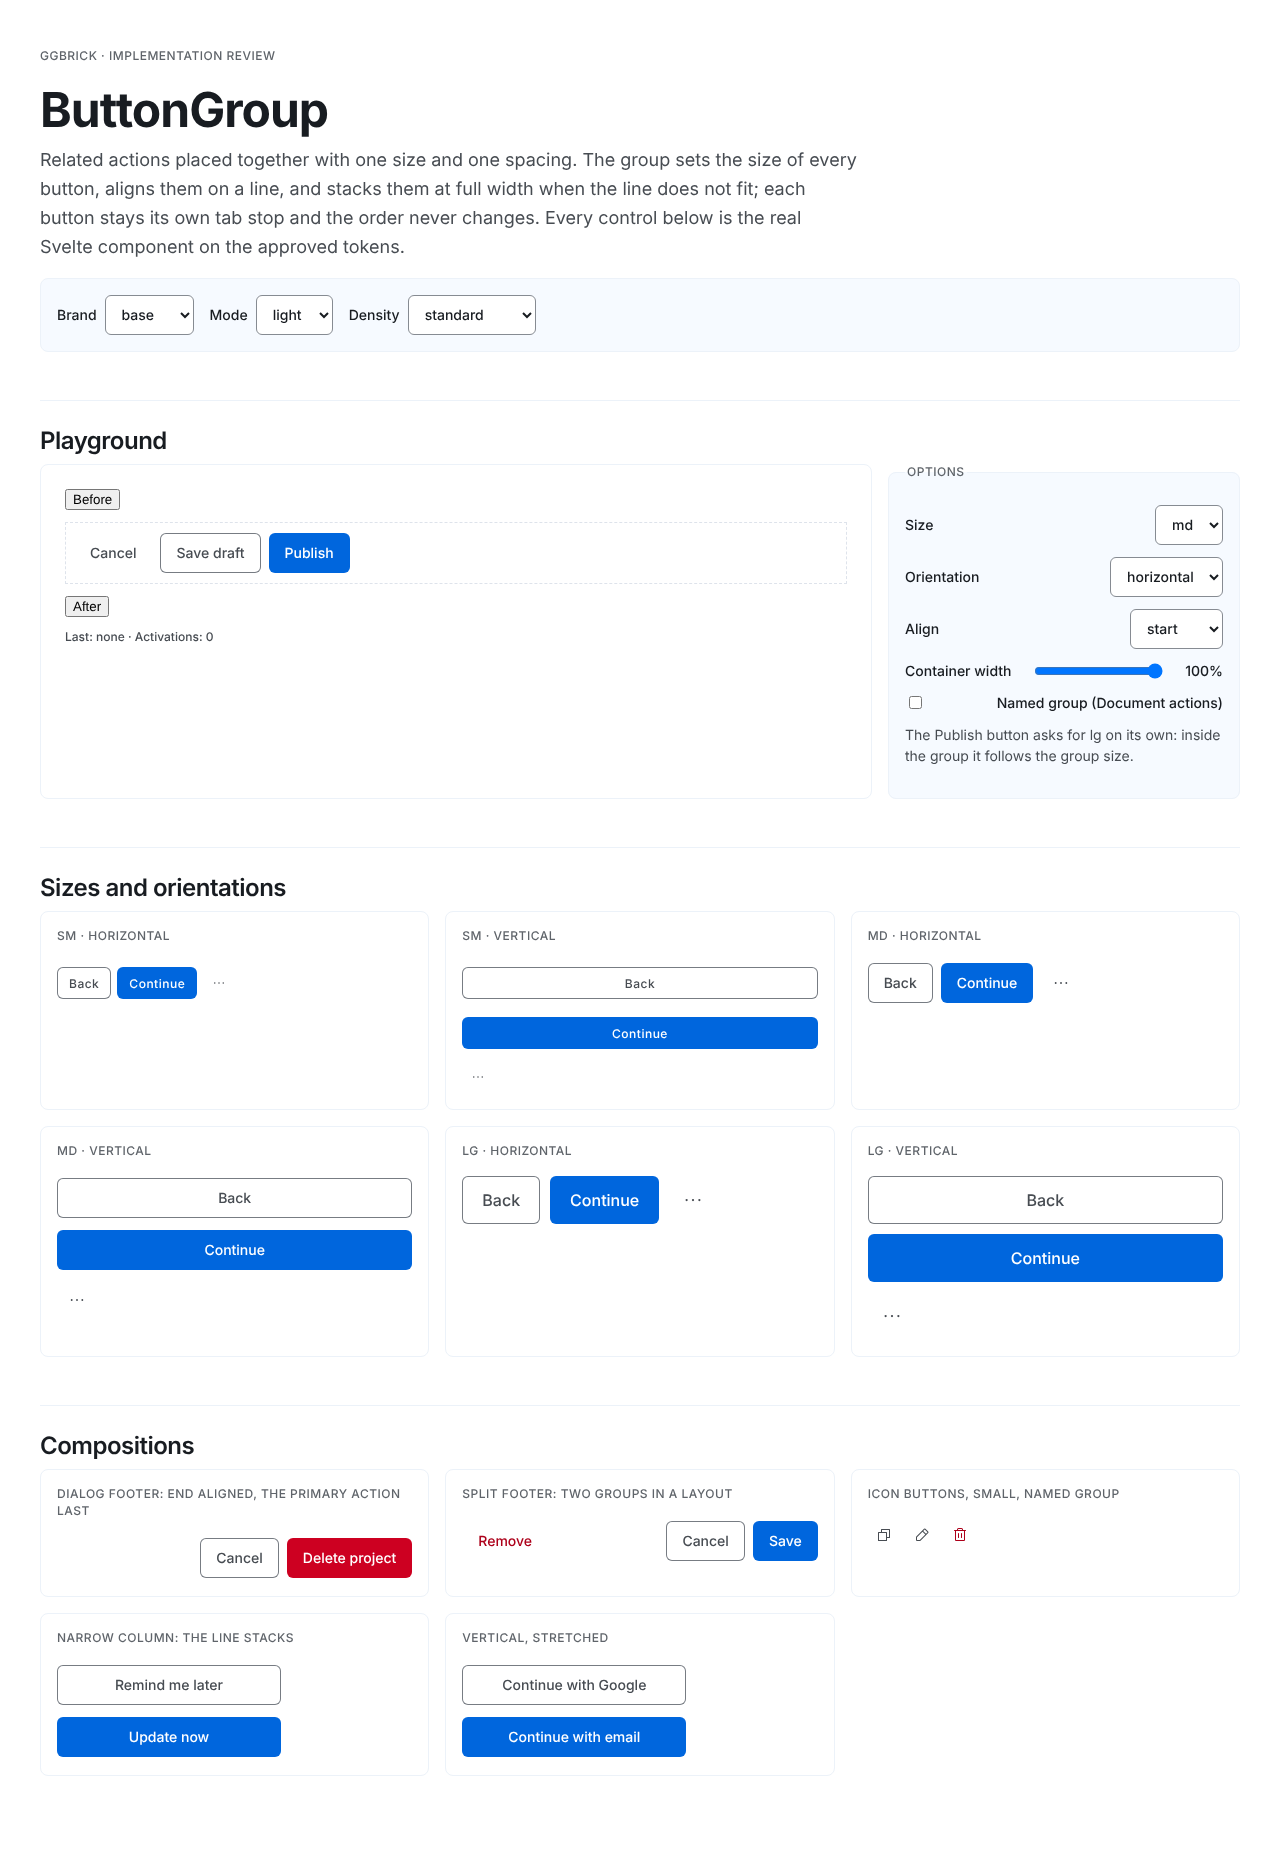 GGBRICK · IMPLEMENTATION REVIEW
ButtonGroup
Related actions placed together with one size and one spacing. The group sets the size of every
button, aligns them on a line, and stacks them at full width when the line does not fit; each
button stays its own tab stop and the order never changes. Every control below is the real
Svelte component on the approved tokens.
Brand base Mode light Density standard
Playground
Before
Cancel Save draft Publish
After
Last: none · Activations: 0
OPTIONS
Size md
Orientation horizontal
Align start
Container width 100%
Named group (Document actions)
The Publish button asks for lg on its own: inside
the group it follows the group size.
Sizes and orientations
SM · HORIZONTAL
Back Continue ...
SM · VERTICAL
Back
Continue
...
MD · HORIZONTAL
Back Continue ...
MD · VERTICAL
Back
Continue
...
LG · HORIZONTAL
Back Continue ...
LG · VERTICAL
Back
Continue
...
Compositions
DIALOG FOOTER: END ALIGNED, THE PRIMARY ACTION
LAST
Cancel Delete project
SPLIT FOOTER: TWO GROUPS IN A LAYOUT
Remove Cancel Save
ICON BUTTONS, SMALL, NAMED GROUP
NARROW COLUMN: THE LINE STACKS
Remind me later
Update now
VERTICAL, STRETCHED
Continue with Google
Continue with email